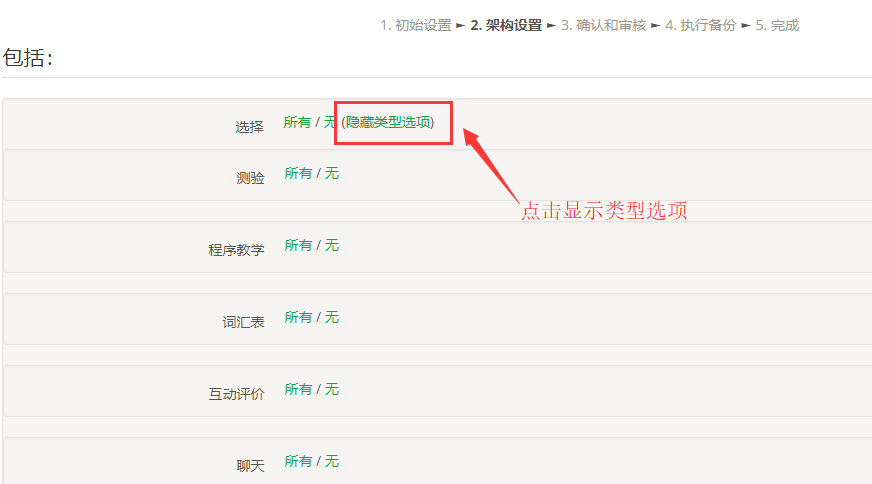 1. 初始设置 ► 2. 架构设置 ► 3. 确认和审核 ► 4. 执行备份 ► 5. 完成
包括：
选择 所有 / 无 (隐藏类型选项)
测验 所有 / 无
点击显示类型选项
程序教学 所有 / 无
词汇表 所有 / 无
互动评价 所有 / 无
聊天 所有 / 无